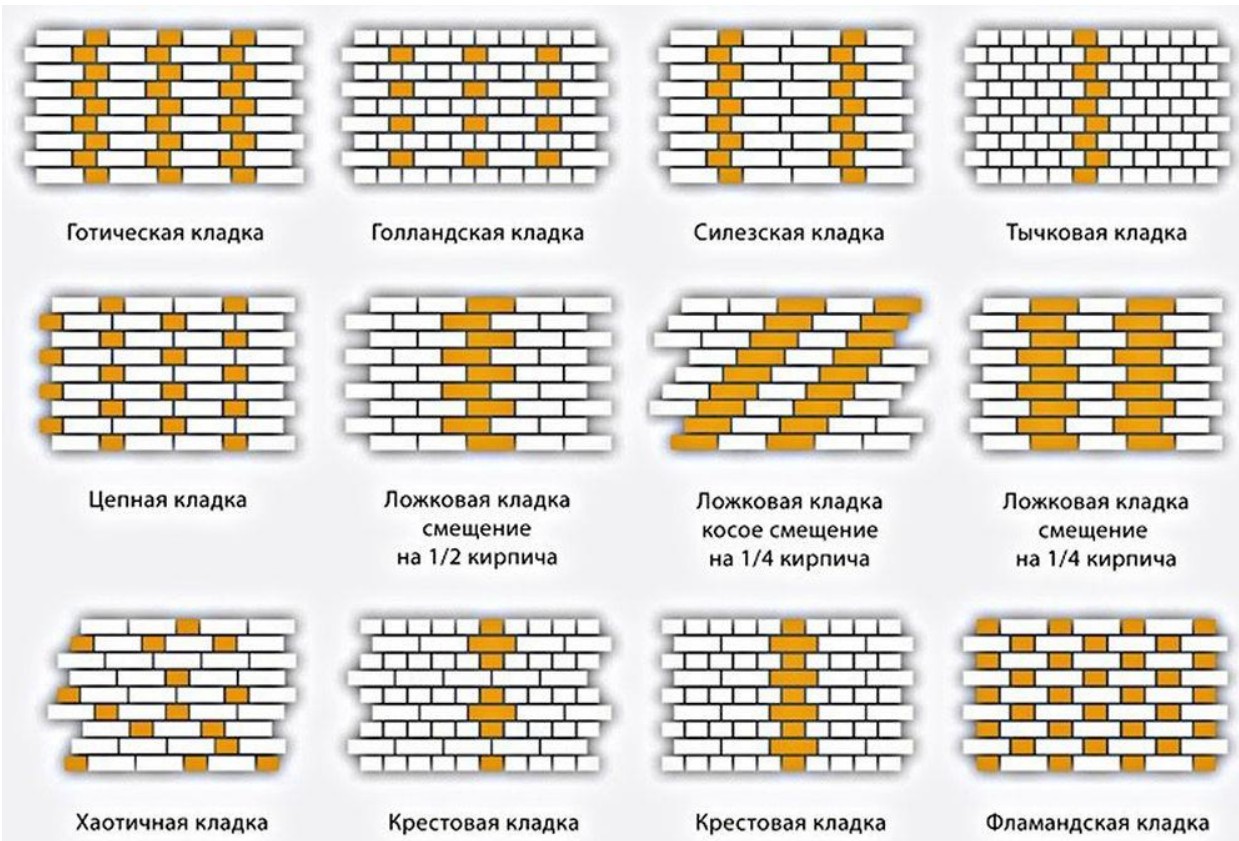 Готическая кладка
Голландская кладка
Силезская кладка
Тычковая кладка
Цепная кладка
Ложковая кладка
смещение
на 1/2 кирпича
Ложковая кладка
косое смещение
на 1/4 кирпича
Ложковая кладка
смещение
на 1/4 кирпича
Хаотичная кладка
Крестовая кладка
Крестовая кладка
Фламандская кладка